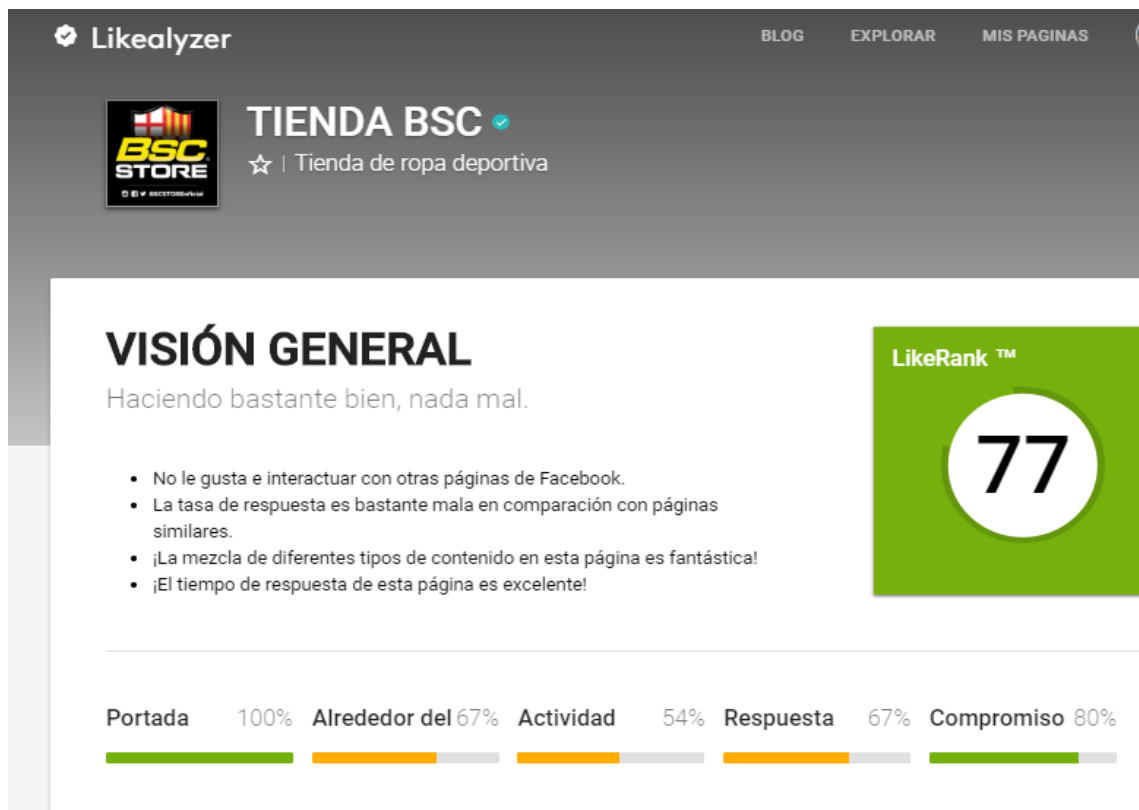 Likealyzer
BLOG EXPLORAR MIS PAGINAS
BSC
STORE
BSCSTOREoficial
TIENDA BSC
Tienda de ropa deportiva
VISIÓN GENERAL
Haciendo bastante bien, nada mal.
LikeRank ™
77
No le gusta e interactuar con otras páginas de Facebook.
La tasa de respuesta es bastante mala en comparación con páginas
similares.
¡La mezcla de diferentes tipos de contenido en esta página es fantástica!
¡El tiempo de respuesta de esta página es excelente!
Portada 100% Alrededor del 67% Actividad 54% Respuesta 67% Compromiso 80%